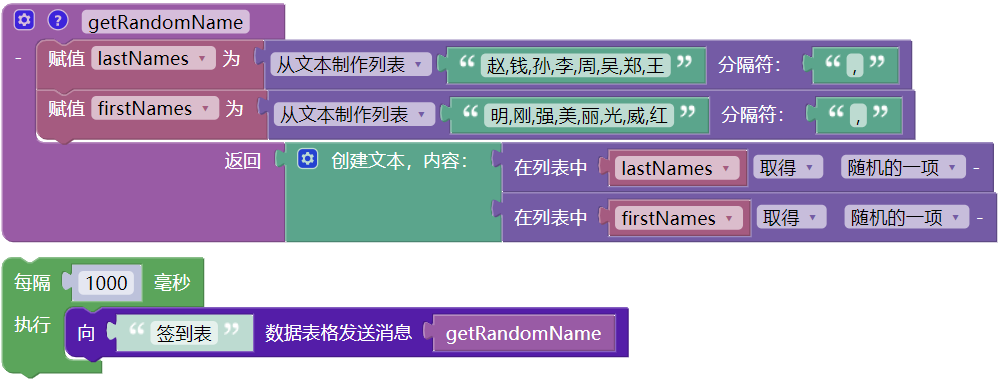 getRandomName
- 赋值 lastNames 为 从文本制作列表 “ 赵,钱,孙,李,周,吴,郑,王 ” 分隔符： “ , ”
赋值 firstNames 为 从文本制作列表 “ 明,刚,强,美,丽,光,威,红 ” 分隔符： “ , ”
返回 创建文本，内容： 在列表中 lastNames 取得 随机的一项 -
在列表中 firstNames 取得 随机的一项 -
每隔 1000 毫秒
执行 向 “ 签到表 ” 数据表格发送消息 getRandomName